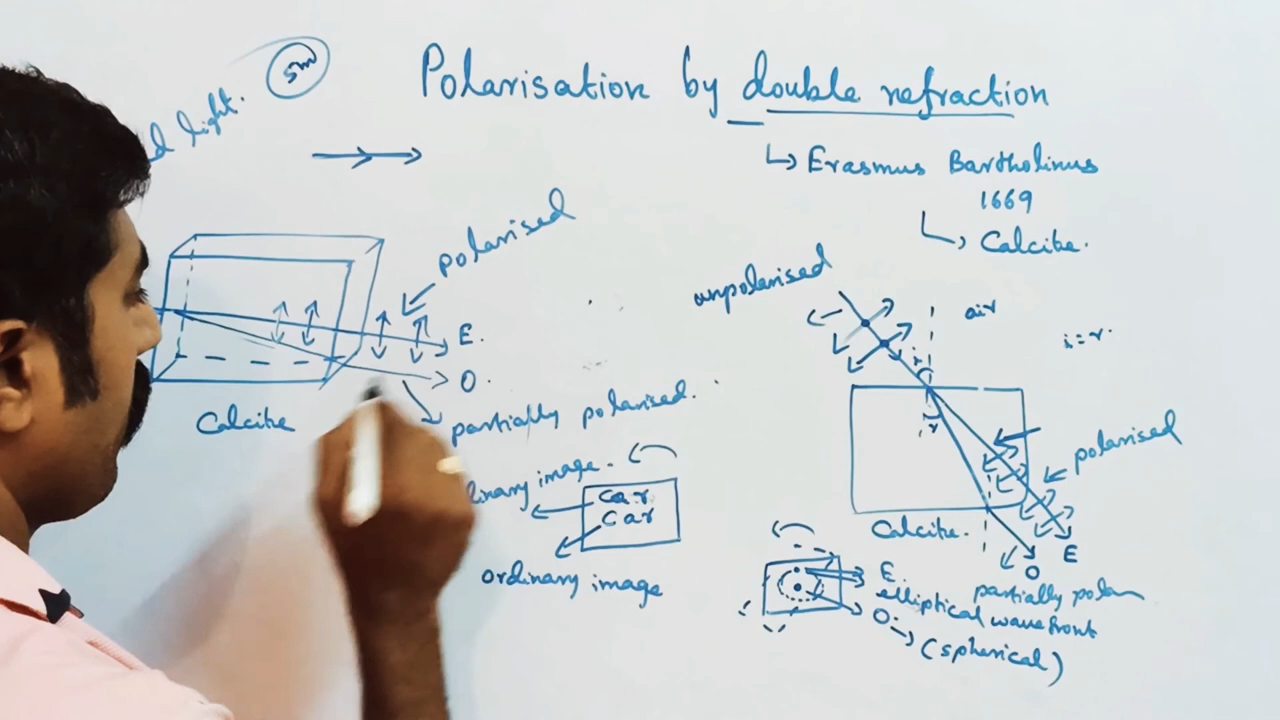 5m
Polarisation by double refraction
light.
↳ Erasmus Bartholinus
1669
↳ Calcite.
polarised
unpolarised
air
i=r
i
E.
O.
r
Calcite
partially polarised.
polarised
image.
Car
Car
ordinary image
Calcite.
E
O
E
elliptical wavefront
partially polar
O.
(spherical)